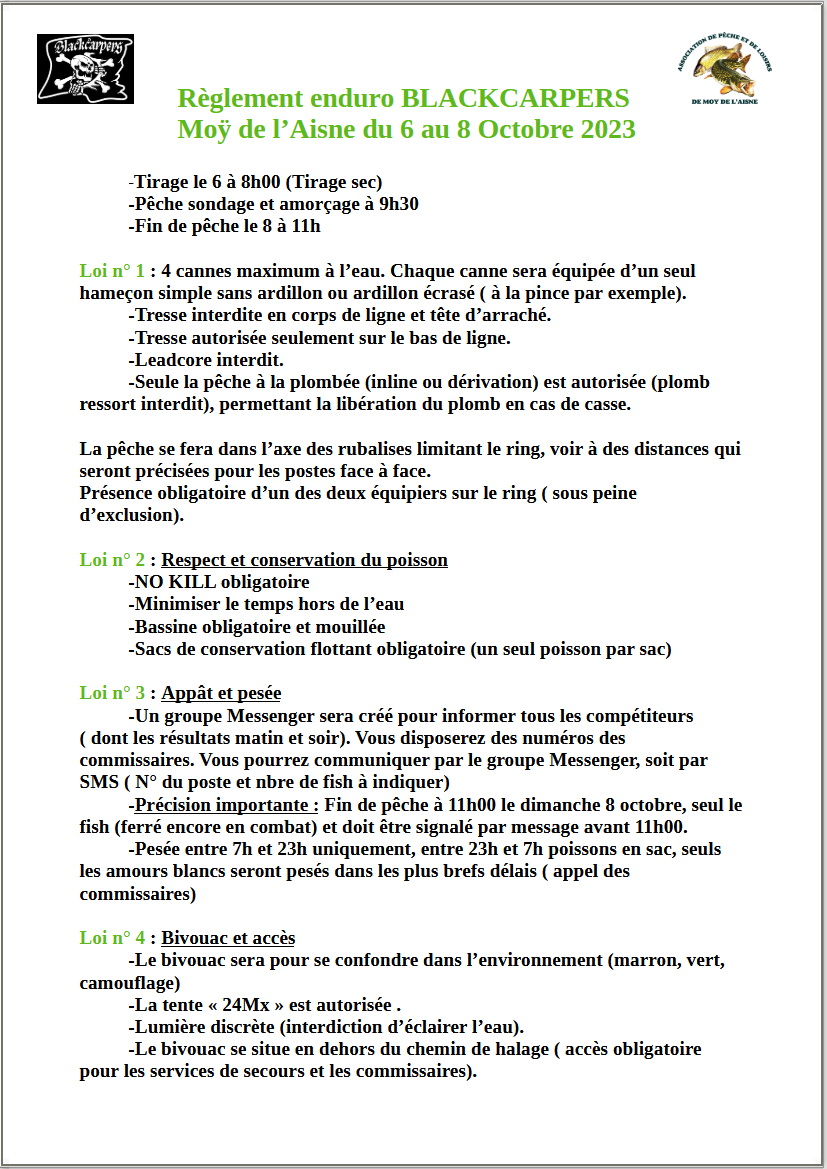 Blackcarpers
ASSOCIATION DE PÊCHE ET DE LOISIRS
DE MOY DE L'AISNE
Règlement enduro BLACKCARPERS
Moÿ de l’Aisne du 6 au 8 Octobre 2023
-Tirage le 6 à 8h00 (Tirage sec)
-Pêche sondage et amorçage à 9h30
-Fin de pêche le 8 à 11h
Loi n° 1 : 4 cannes maximum à l’eau. Chaque canne sera équipée d’un seul
hameçon simple sans ardillon ou ardillon écrasé ( à la pince par exemple).
-Tresse interdite en corps de ligne et tête d’arraché.
-Tresse autorisée seulement sur le bas de ligne.
-Leadcore interdit.
-Seule la pêche à la plombée (inline ou dérivation) est autorisée (plomb
ressort interdit), permettant la libération du plomb en cas de casse.
La pêche se fera dans l’axe des rubalises limitant le ring, voir à des distances qui
seront précisées pour les postes face à face.
Présence obligatoire d’un des deux équipiers sur le ring ( sous peine
d’exclusion).
Loi n° 2 : Respect et conservation du poisson
-NO KILL obligatoire
-Minimiser le temps hors de l’eau
-Bassine obligatoire et mouillée
-Sacs de conservation flottant obligatoire (un seul poisson par sac)
Loi n° 3 : Appât et pesée
-Un groupe Messenger sera créé pour informer tous les compétiteurs
( dont les résultats matin et soir). Vous disposerez des numéros des
commissaires. Vous pourrez communiquer par le groupe Messenger, soit par
SMS ( N° du poste et nbre de fish à indiquer)
-Précision importante : Fin de pêche à 11h00 le dimanche 8 octobre, seul le
fish (ferré encore en combat) et doit être signalé par message avant 11h00.
-Pesée entre 7h et 23h uniquement, entre 23h et 7h poissons en sac, seuls
les amours blancs seront pesés dans les plus brefs délais ( appel des
commissaires)
Loi n° 4 : Bivouac et accès
-Le bivouac sera pour se confondre dans l’environnement (marron, vert,
camouflage)
-La tente « 24Mx » est autorisée .
-Lumière discrète (interdiction d’éclairer l’eau).
-Le bivouac se situe en dehors du chemin de halage ( accès obligatoire
pour les services de secours et les commissaires).